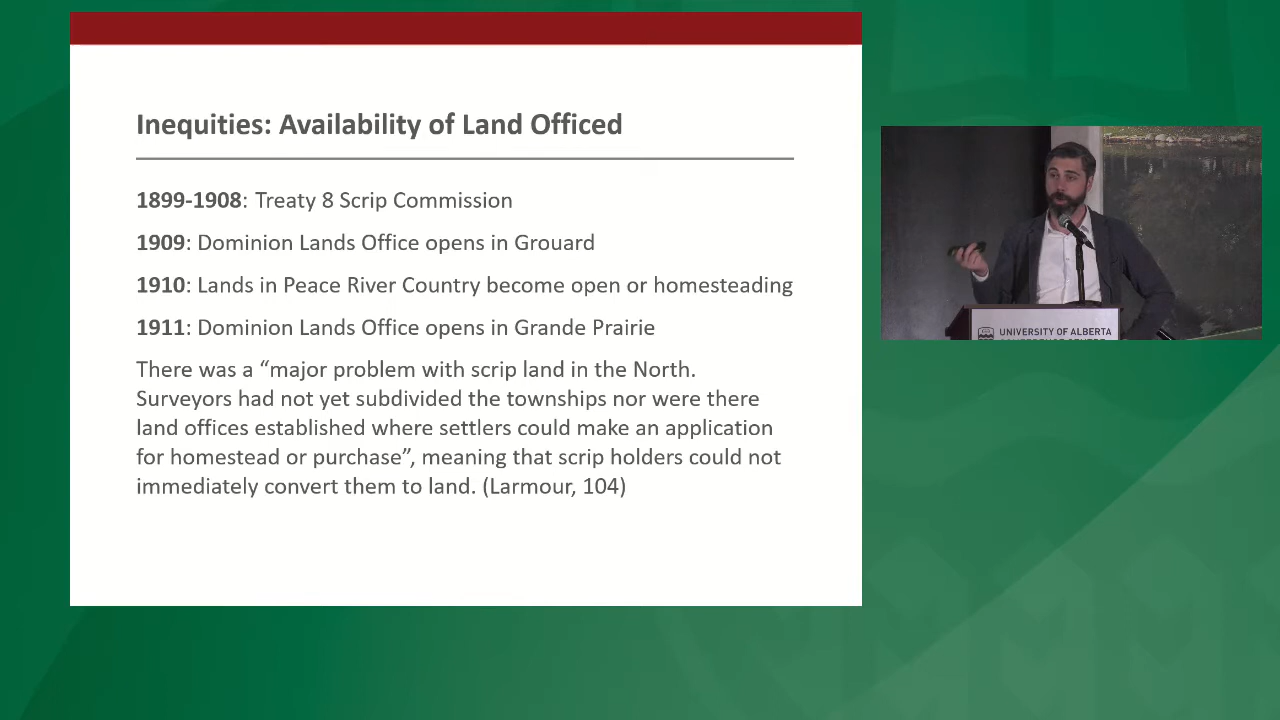 Inequities: Availability of Land Officed
1899-1908: Treaty 8 Scrip Commission
1909: Dominion Lands Office opens in Grouard
1910: Lands in Peace River Country become open or homesteading
1911: Dominion Lands Office opens in Grande Prairie
There was a “major problem with scrip land in the North.
Surveyors had not yet subdivided the townships nor were there
land offices established where settlers could make an application
for homestead or purchase”, meaning that scrip holders could not
immediately convert them to land. (Larmour, 104)
UNIVERSITY OF ALBERTA